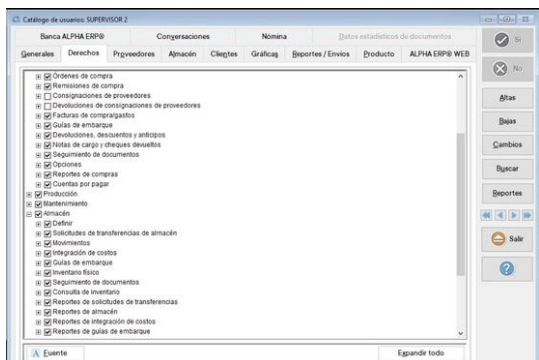 Catálogo de usuarios: SUPERVISOR 2
Banca ALPHA ERP® Conversaciones Nómina Datos estadísticos de documentos
Generales Derechos Proveedores Almacén Clientes Gráficas Reportes / Envíos Producto ALPHA ERP® WEB
Órdenes de compra
Remisiones de compra
Consignaciones de proveedores
Devoluciones de consignaciones de proveedores
Facturas de compra/gastos
Guías de embarque
Devoluciones, descuentos y anticipos
Notas de cargo y cheques devueltos
Seguimiento de documentos
Opciones
Reportes de compras
Cuentas por pagar
Producción
Mantenimiento
Almacén
Definir
Solicitudes de transferencias de almacén
Movimientos
Integración de costos
Guías de embarque
Inventario físico
Seguimiento de documentos
Consulta de inventario
Reportes de solicitudes de transferencias
Reportes de almacén
Reportes de integración de costos
Reportes de guías de embarque
A Fuente Expandir todo
Si
No
Altas
Bajas
Cambios
Buscar
Reportes
Salir
?